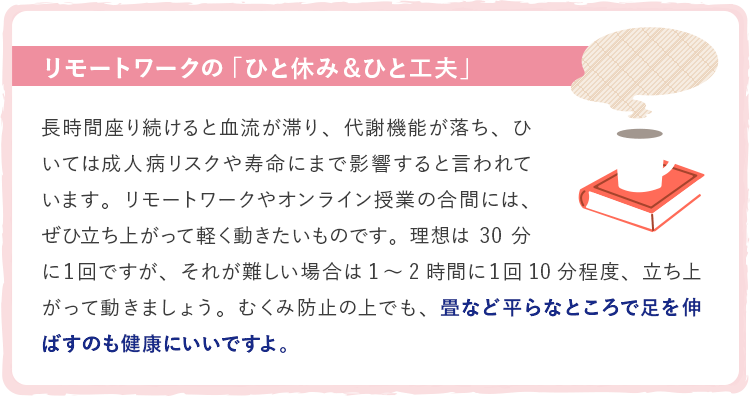 リモートワークの「ひと休み＆ひと工夫」
長時間座り続けると血流が滞り、代謝機能が落ち、ひ
いては成人病リスクや寿命にまで影響すると言われて
います。リモートワークやオンライン授業の合間には、
ぜひ立ち上がって軽く動きたいものです。理想は 30 分
に1回ですが、それが難しい場合は 1 ～ 2 時間に1回 10 分程度、立ち上
がって動きましょう。むくみ防止の上でも、畳など平らなところで足を伸
ばすのも健康にいいですよ。